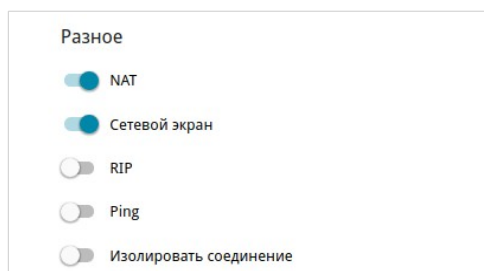 Разное
NAT
Сетевой экран
RIP
Ping
Изолировать соединение